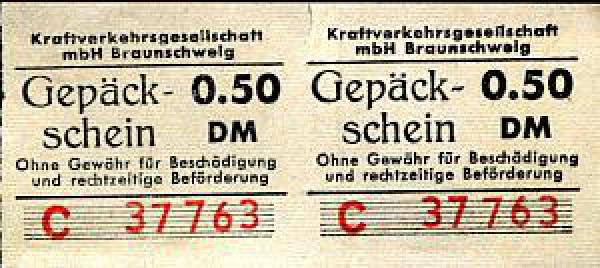 Kraftverkehrsgesellschaft
mbH Braunschweig
Gepäck- 0.50
schein DM
Ohne Gewähr für Beschädigung
und rechtzeitige Beförderung
C 37763
Kraftverkehrsgesellschaft
mbH Braunschweig
Gepäck- 0.50
schein DM
Ohne Gewähr für Beschädigung
und rechtzeitige Beförderung
C 37763